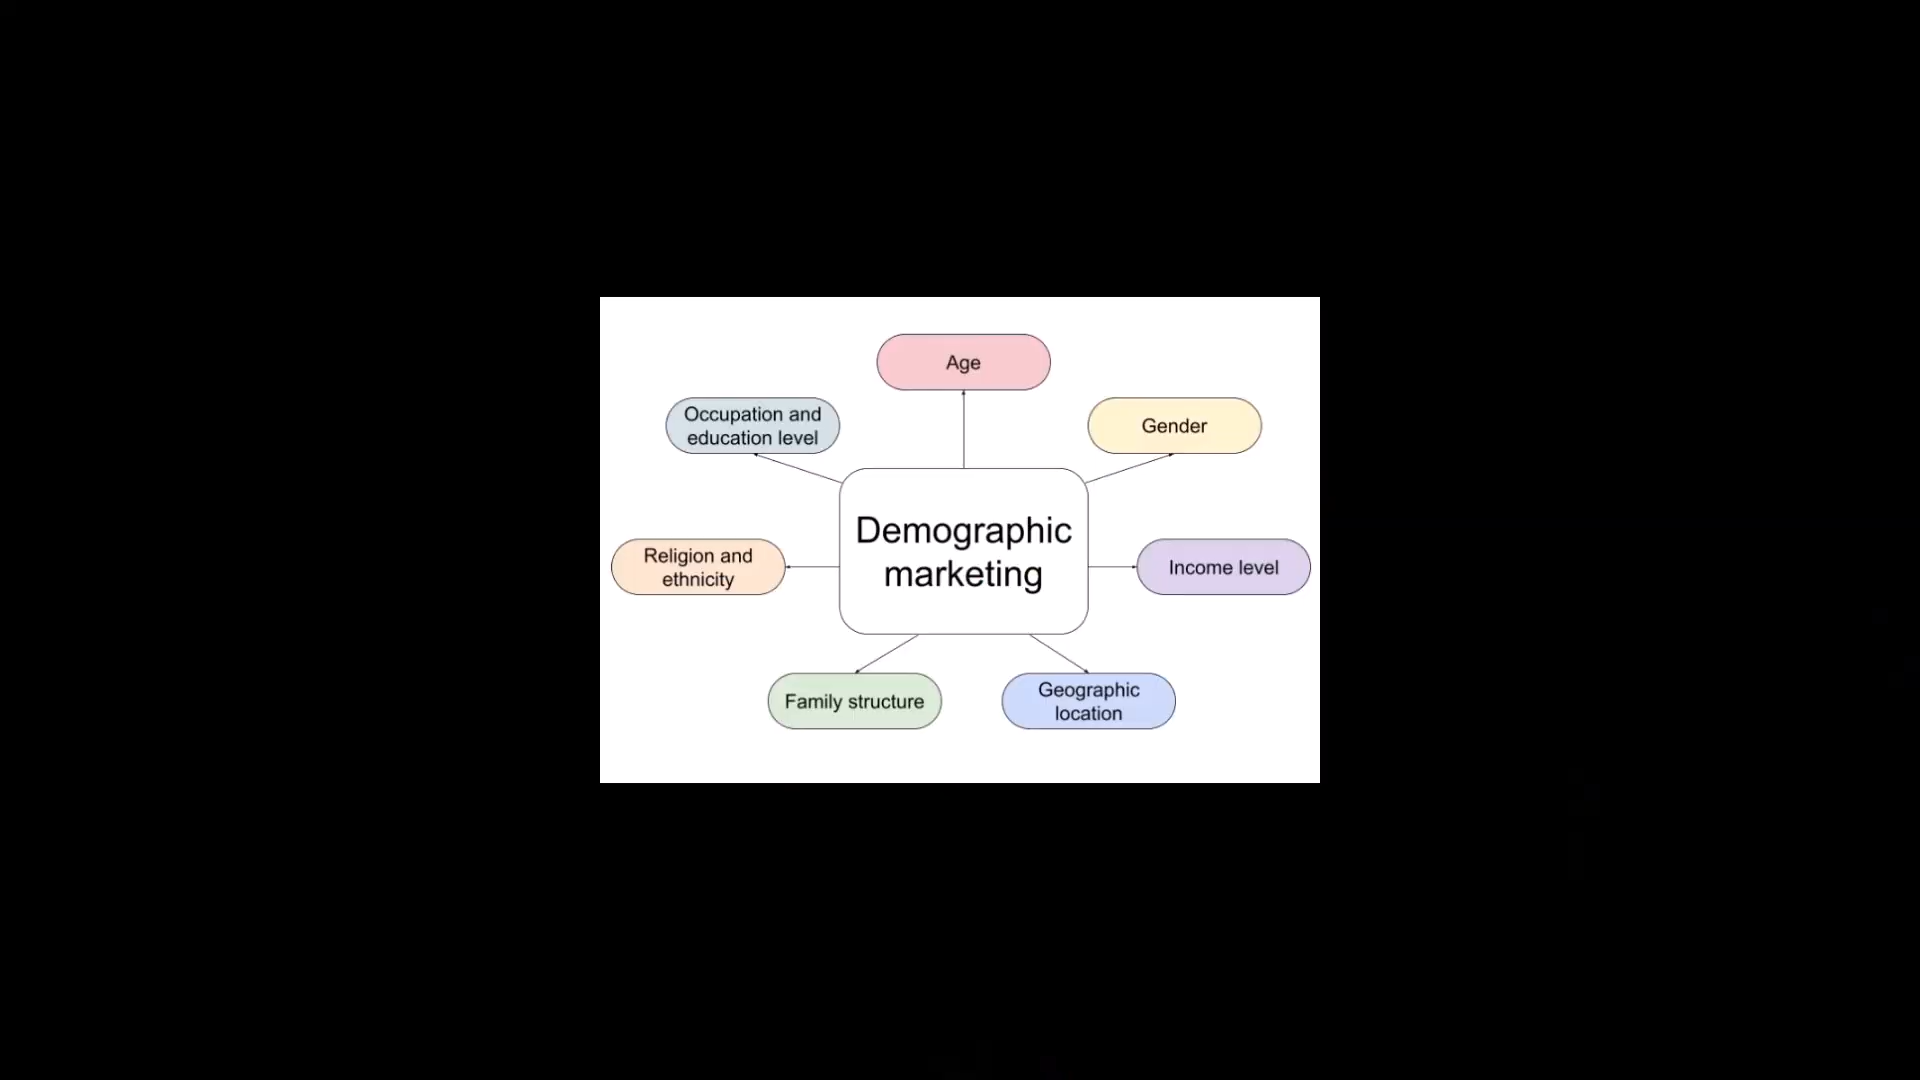 Age
Occupation and
education level
Gender
Demographic
marketing
Religion and
ethnicity
Income level
Family structure
Geographic
location